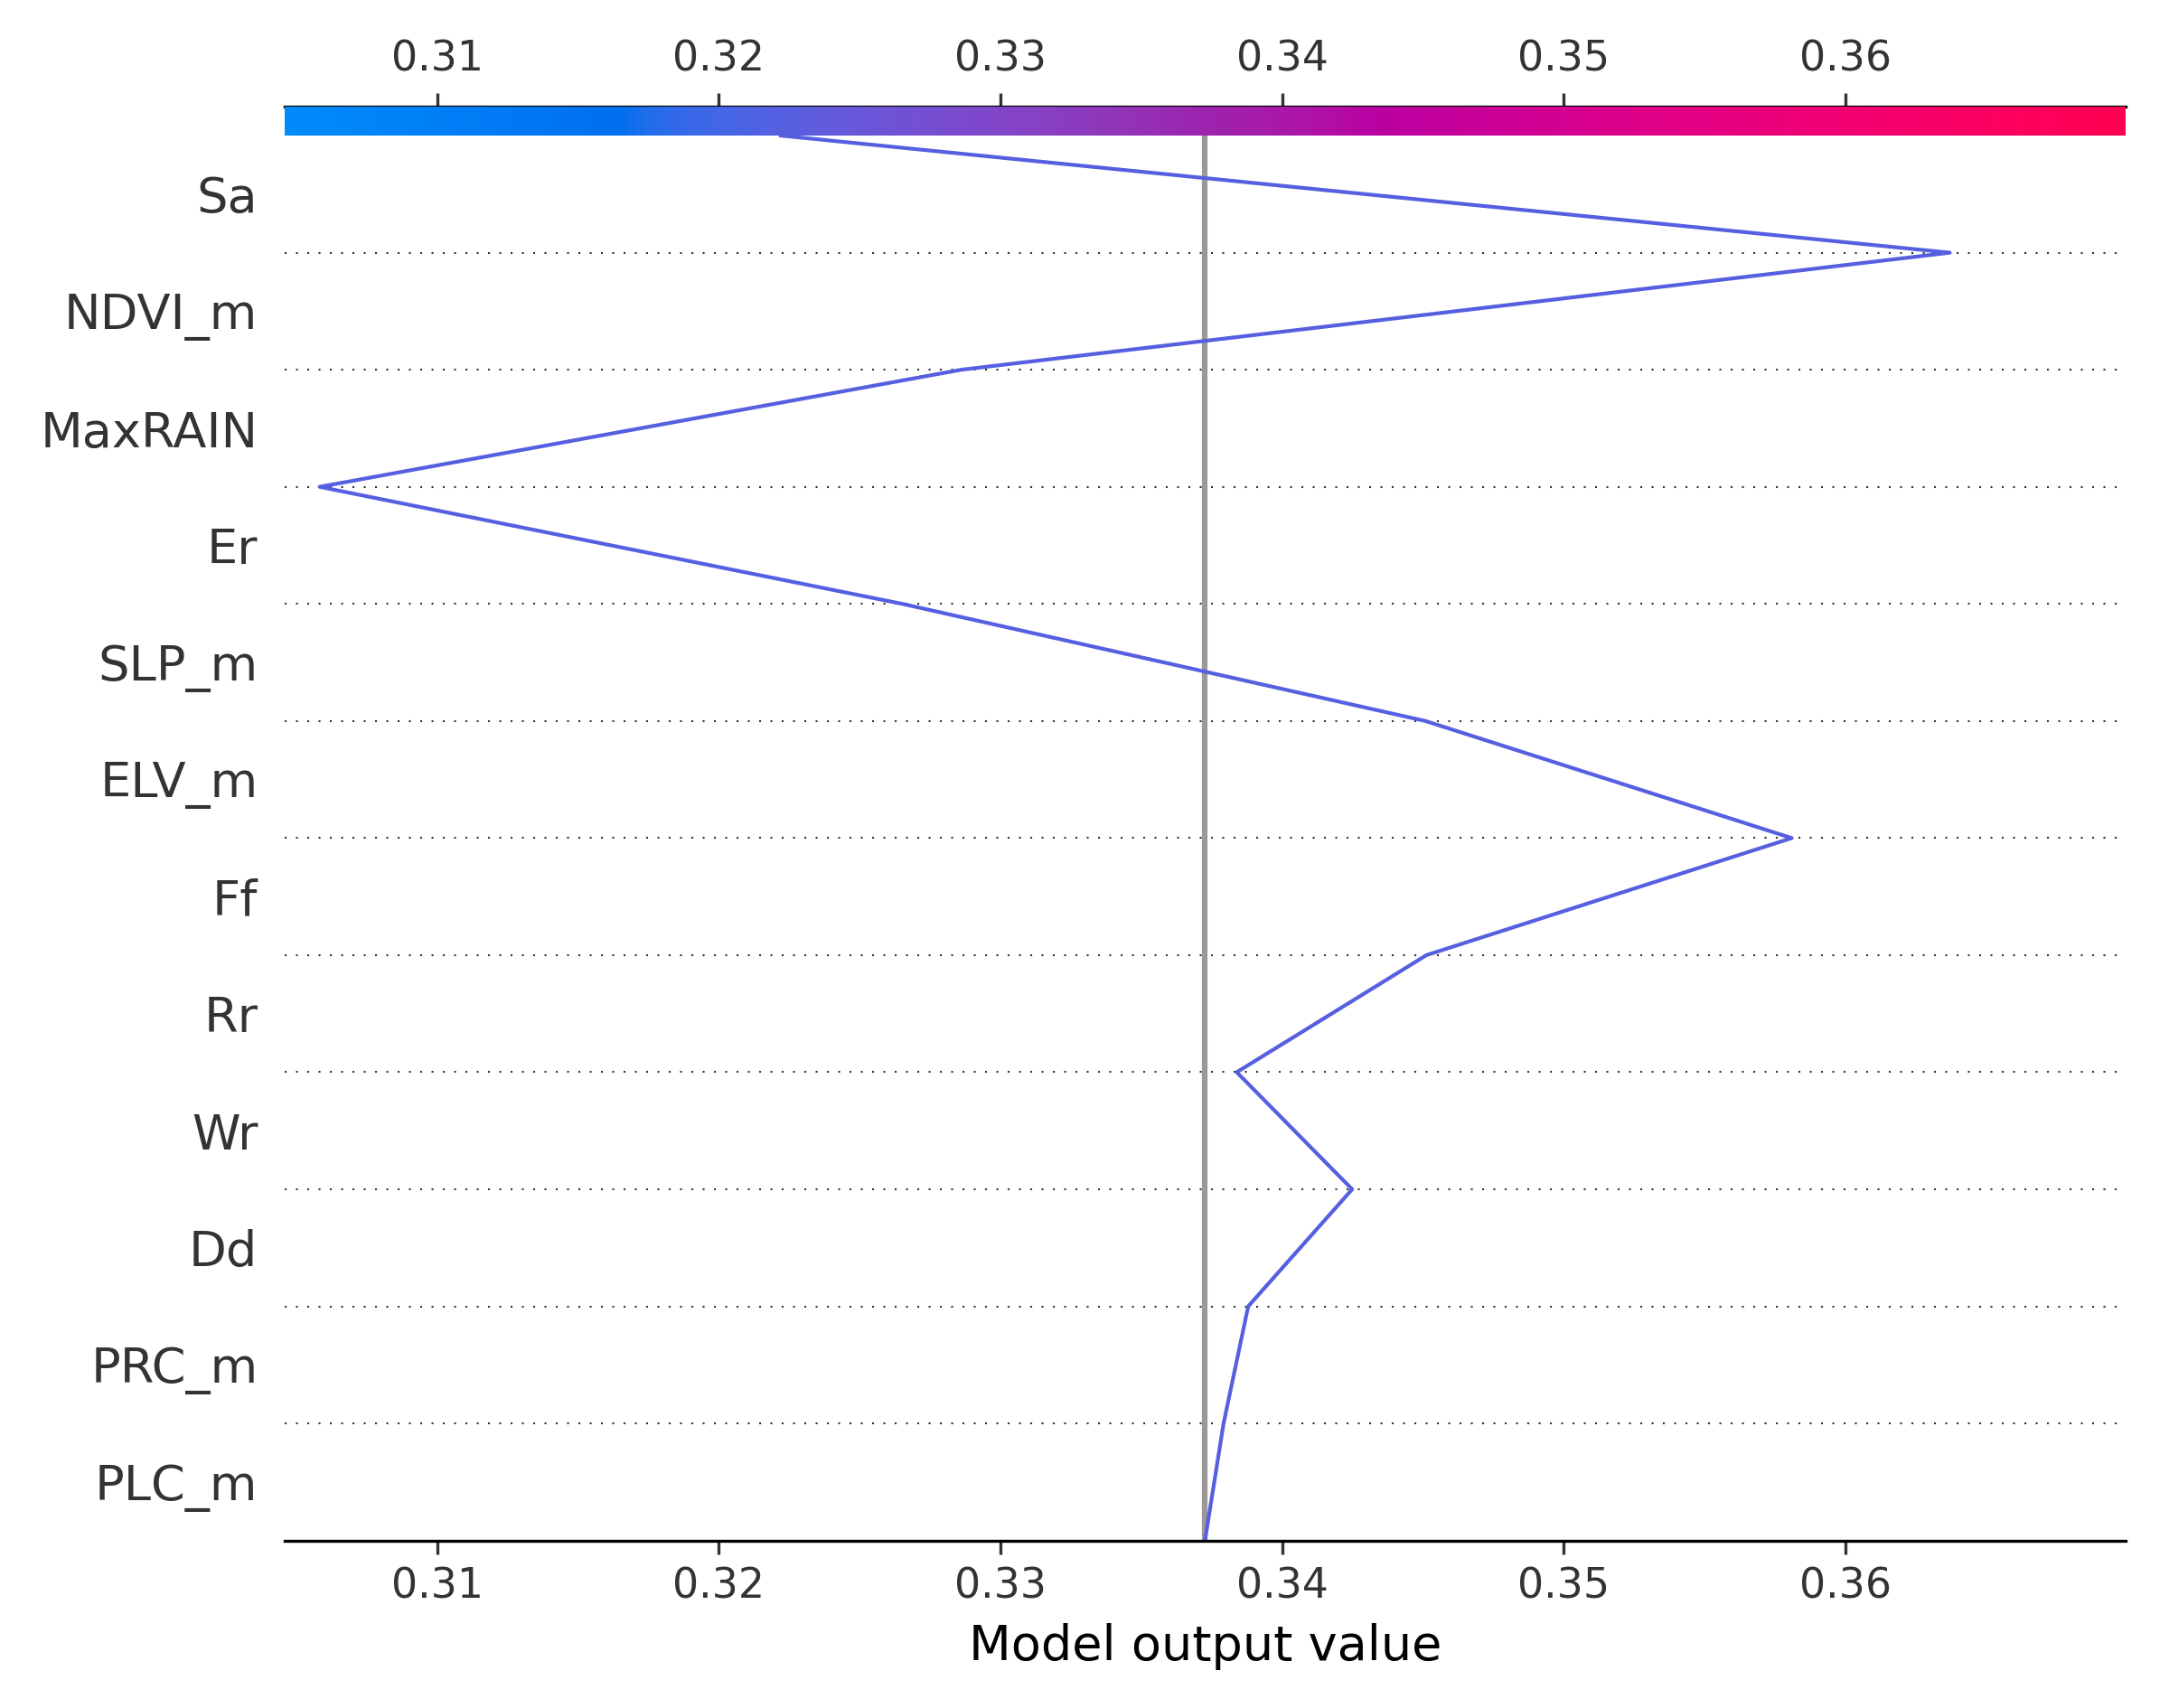 0.31 0.32 0.33 0.34 0.35 0.36
Sa
NDVI_m
MaxRAIN
Er
SLP_m
ELV_m
Ff
Rr
Wr
Dd
PRC_m
PLC_m
0.31 0.32 0.33 0.34 0.35 0.36
Model output value